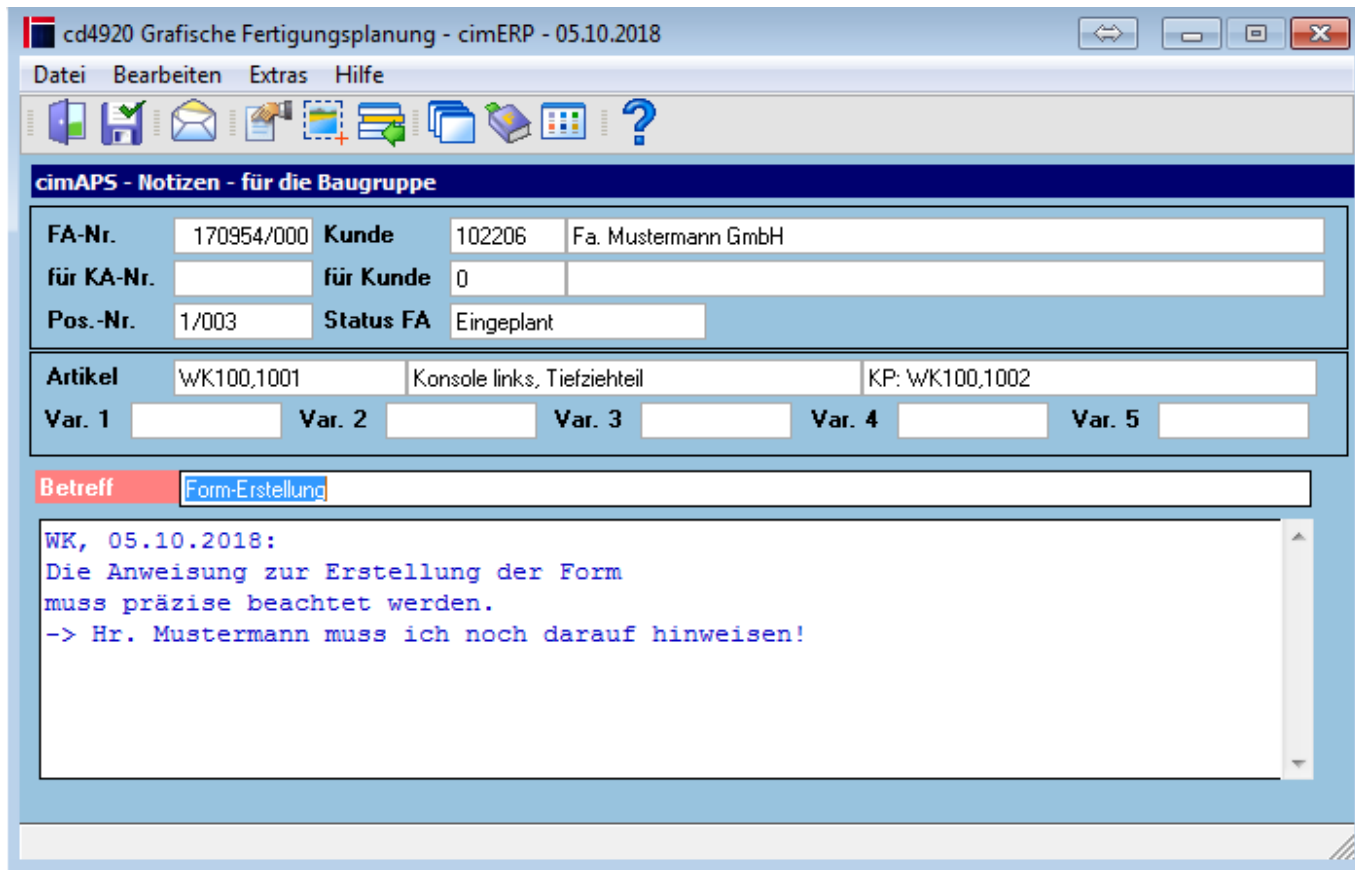 cd4920 Grafische Fertigungsplanung - cimERP - 05.10.2018
Datei Bearbeiten Extras Hilfe
cimAPS - Notizen - für die Baugruppe
FA-Nr. 170954/000 Kunde 102206 Fa. Mustermann GmbH
für KA-Nr. für Kunde 0
Pos.-Nr. 1/003 Status FA Eingeplant
Artikel WK100,1001 Konsole links, Tiefziehteil KP: WK100,1002
Var. 1 Var. 2 Var. 3 Var. 4 Var. 5
Betreff Form-Erstellung
WK, 05.10.2018:
Die Anweisung zur Erstellung der Form
muss präzise beachtet werden.
-> Hr. Mustermann muss ich noch darauf hinweisen!